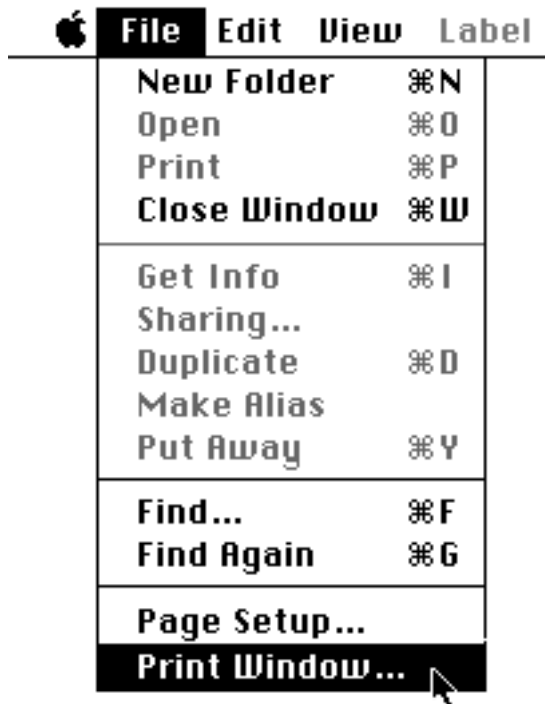 File Edit View Label
New Folder ⌘N
Open ⌘O
Print ⌘P
Close Window ⌘W
Get Info ⌘I
Sharing...
Duplicate ⌘D
Make Alias
Put Away ⌘Y
Find... ⌘F
Find Again ⌘G
Page Setup...
Print Window...